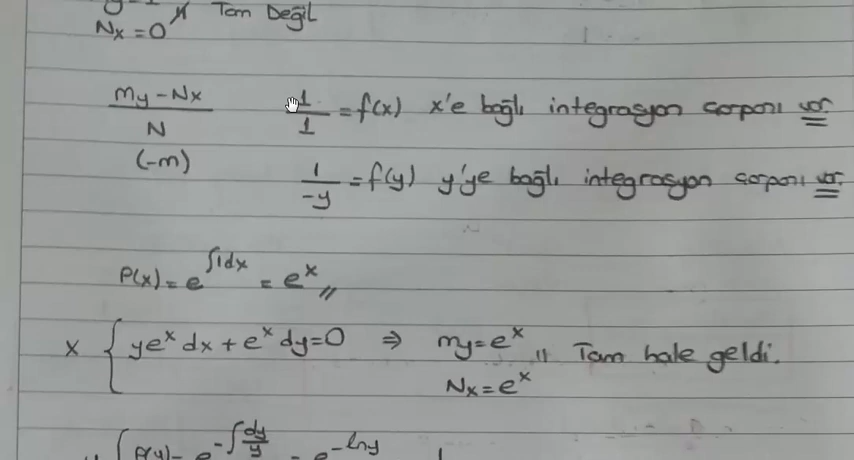 Nx = 0 // Tam Değil
My - Nx / N 1/1 = f(x) x'e bağlı integrasyon çarpanı var
(-m) 1/-y = f(y) y'ye bağlı integrasyon çarpanı var
P(x) = e^∫1dx = e^x //
x { ye^x dx + e^x dy = 0 ⇒ my = e^x // Tam hale geldi.
Nx = e^x
P(y) = e^-∫dy/y = e^-lny